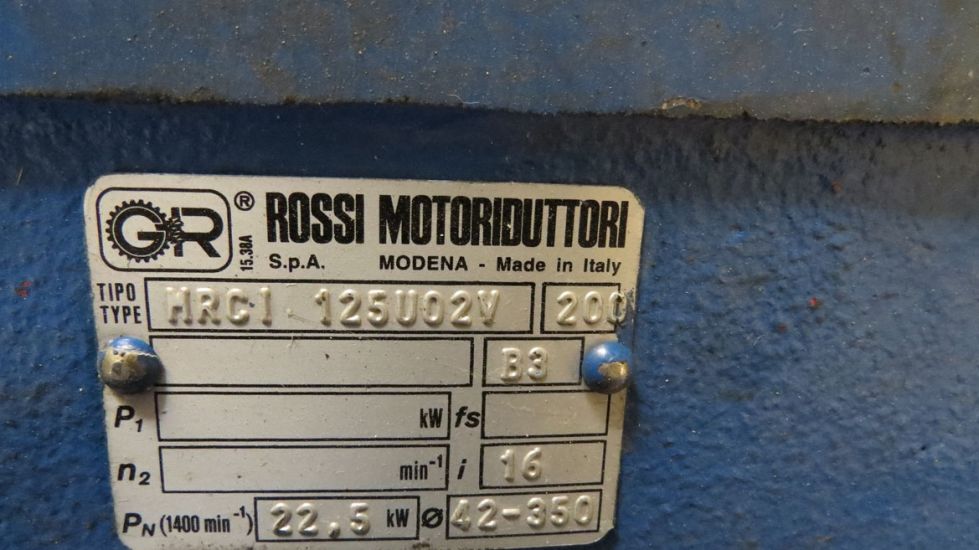 GR ® 15.38A ROSSI MOTORIDUTTORI
S.p.A. MODENA - Made in Italy
TIPO
TYPE MRCI 125U02V 200
B3
P1 kW fs
n2 min-1 i 16
PN (1400 min-1) 22,5 kW Ø 42-350